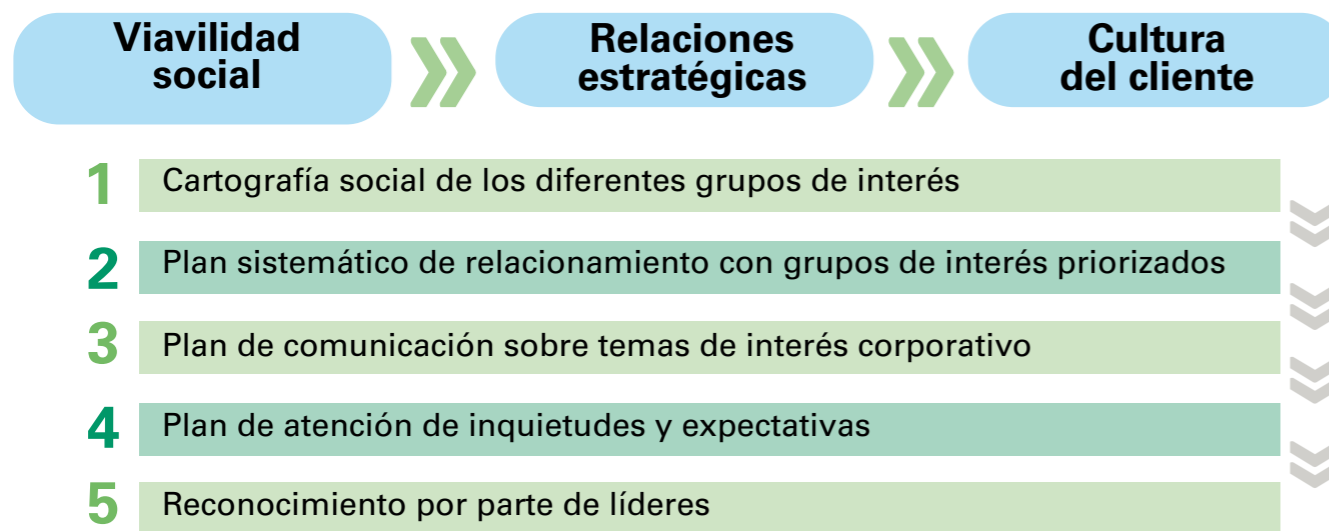 Viavilidad
social
Relaciones
estratégicas
Cultura
del cliente
1 Cartografía social de los diferentes grupos de interés
2 Plan sistemático de relacionamiento con grupos de interés priorizados
3 Plan de comunicación sobre temas de interés corporativo
4 Plan de atención de inquietudes y expectativas
5 Reconocimiento por parte de líderes